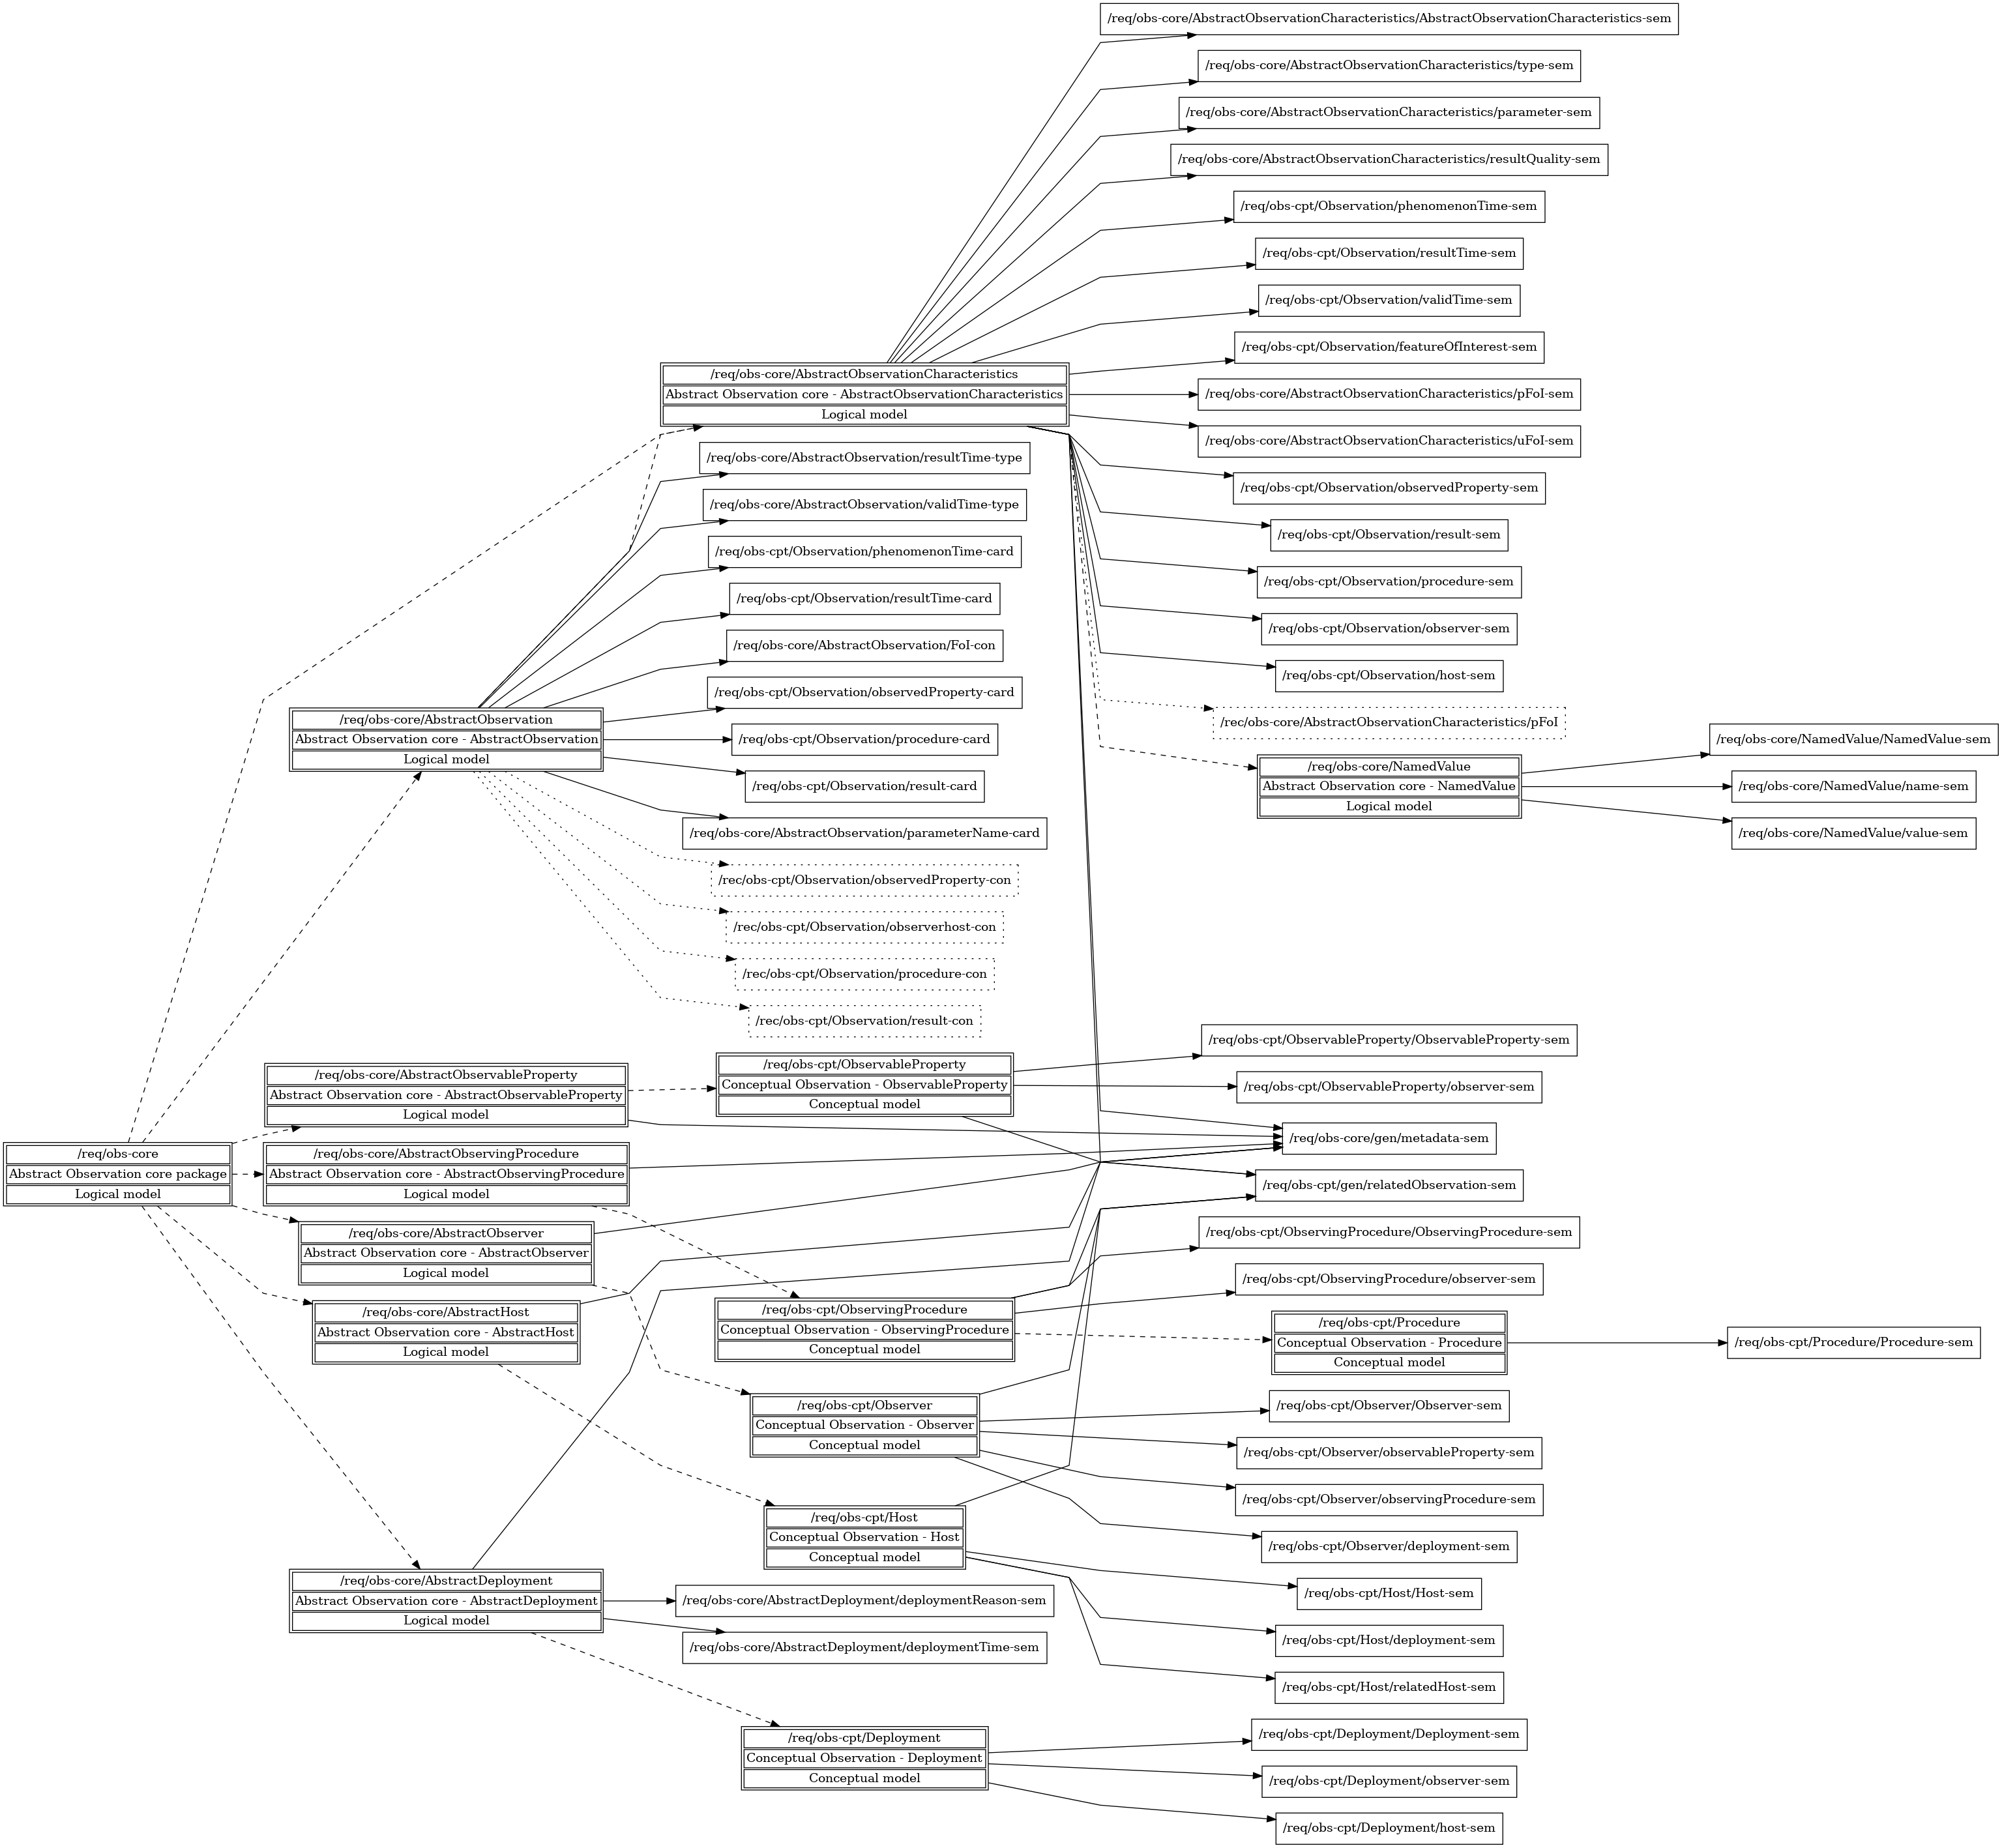 /req/obs-core/AbstractObservationCharacteristics/AbstractObservationCharacteristics-sem
/req/obs-core/AbstractObservationCharacteristics/type-sem
/req/obs-core/AbstractObservationCharacteristics/parameter-sem
/req/obs-core/AbstractObservationCharacteristics/resultQuality-sem
/req/obs-cpt/Observation/phenomenonTime-sem
/req/obs-cpt/Observation/resultTime-sem
/req/obs-cpt/Observation/validTime-sem
/req/obs-cpt/Observation/featureOfInterest-sem
/req/obs-core/AbstractObservationCharacteristics
Abstract Observation core - AbstractObservationCharacteristics
Logical model
/req/obs-core/AbstractObservationCharacteristics/pFoI-sem
/req/obs-core/AbstractObservationCharacteristics/uFoI-sem
/req/obs-core/AbstractObservation/resultTime-type
/req/obs-cpt/Observation/observedProperty-sem
/req/obs-core/AbstractObservation/validTime-type
/req/obs-cpt/Observation/result-sem
/req/obs-cpt/Observation/phenomenonTime-card
/req/obs-cpt/Observation/procedure-sem
/req/obs-cpt/Observation/resultTime-card
/req/obs-cpt/Observation/observer-sem
/req/obs-core/AbstractObservation/FoI-con
/req/obs-cpt/Observation/host-sem
/req/obs-cpt/Observation/observedProperty-card
/rec/obs-core/AbstractObservationCharacteristics/pFoI
/req/obs-core/AbstractObservation
Abstract Observation core - AbstractObservation
Logical model
/req/obs-cpt/Observation/procedure-card
/req/obs-core/NamedValue
Abstract Observation core - NamedValue
Logical model
/req/obs-core/NamedValue/NamedValue-sem
/req/obs-core/NamedValue/name-sem
/req/obs-core/NamedValue/value-sem
/req/obs-cpt/Observation/result-card
/req/obs-core/AbstractObservation/parameterName-card
/rec/obs-cpt/Observation/observedProperty-con
/rec/obs-cpt/Observation/observerhost-con
/rec/obs-cpt/Observation/procedure-con
/rec/obs-cpt/Observation/result-con
/req/obs-core/AbstractObservableProperty
Abstract Observation core - AbstractObservableProperty
Logical model
/req/obs-cpt/ObservableProperty
Conceptual Observation - ObservableProperty
Conceptual model
/req/obs-cpt/ObservableProperty/ObservableProperty-sem
/req/obs-cpt/ObservableProperty/observer-sem
/req/obs-core/gen/metadata-sem
/req/obs-core
Abstract Observation core package
Logical model
/req/obs-core/AbstractObservingProcedure
Abstract Observation core - AbstractObservingProcedure
Logical model
/req/obs-cpt/gen/relatedObservation-sem
/req/obs-core/AbstractObserver
Abstract Observation core - AbstractObserver
Logical model
/req/obs-cpt/ObservingProcedure/ObservingProcedure-sem
/req/obs-cpt/ObservingProcedure/observer-sem
/req/obs-core/AbstractHost
Abstract Observation core - AbstractHost
Logical model
/req/obs-cpt/ObservingProcedure
Conceptual Observation - ObservingProcedure
Conceptual model
/req/obs-cpt/Procedure
Conceptual Observation - Procedure
Conceptual model
/req/obs-cpt/Procedure/Procedure-sem
/req/obs-cpt/Observer
Conceptual Observation - Observer
Conceptual model
/req/obs-cpt/Observer/Observer-sem
/req/obs-cpt/Observer/observableProperty-sem
/req/obs-cpt/Observer/observingProcedure-sem
/req/obs-cpt/Observer/deployment-sem
/req/obs-cpt/Host
Conceptual Observation - Host
Conceptual model
/req/obs-cpt/Host/Host-sem
/req/obs-cpt/Host/deployment-sem
/req/obs-cpt/Host/relatedHost-sem
/req/obs-core/AbstractDeployment
Abstract Observation core - AbstractDeployment
Logical model
/req/obs-core/AbstractDeployment/deploymentReason-sem
/req/obs-core/AbstractDeployment/deploymentTime-sem
/req/obs-cpt/Deployment
Conceptual Observation - Deployment
Conceptual model
/req/obs-cpt/Deployment/Deployment-sem
/req/obs-cpt/Deployment/observer-sem
/req/obs-cpt/Deployment/host-sem